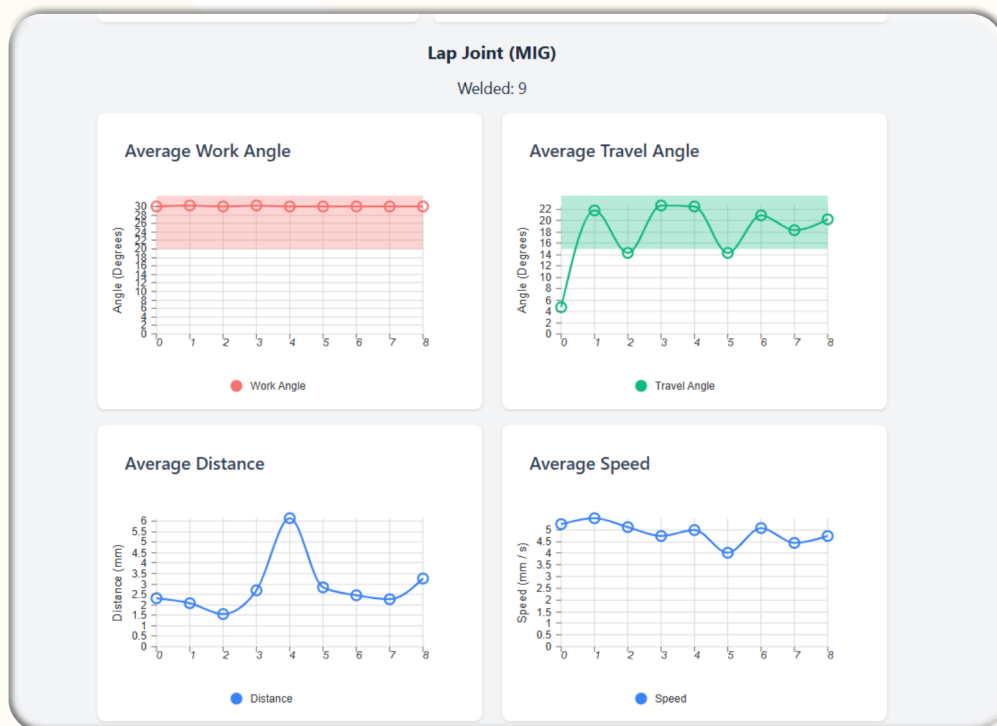 Lap Joint (MIG)
Welded: 9
Average Work Angle
Angle (Degrees)
30
28
26
24
22
20
18
16
14
12
10
8
6
4
2
0
0 1 2 3 4 5 6 7 8
Work Angle
Average Travel Angle
Angle (Degrees)
22
20
18
16
14
12
10
8
6
4
2
0
0 1 2 3 4 5 6 7 8
Travel Angle
Average Distance
Distance (mm)
6
5.5
5
4.5
4
3.5
3
2.5
2
1.5
1
0.5
0
0 1 2 3 4 5 6 7 8
Distance
Average Speed
Speed (mm / s)
5
4.5
4
3.5
3
2.5
2
1.5
1
0.5
0
0 1 2 3 4 5 6 7 8
Speed